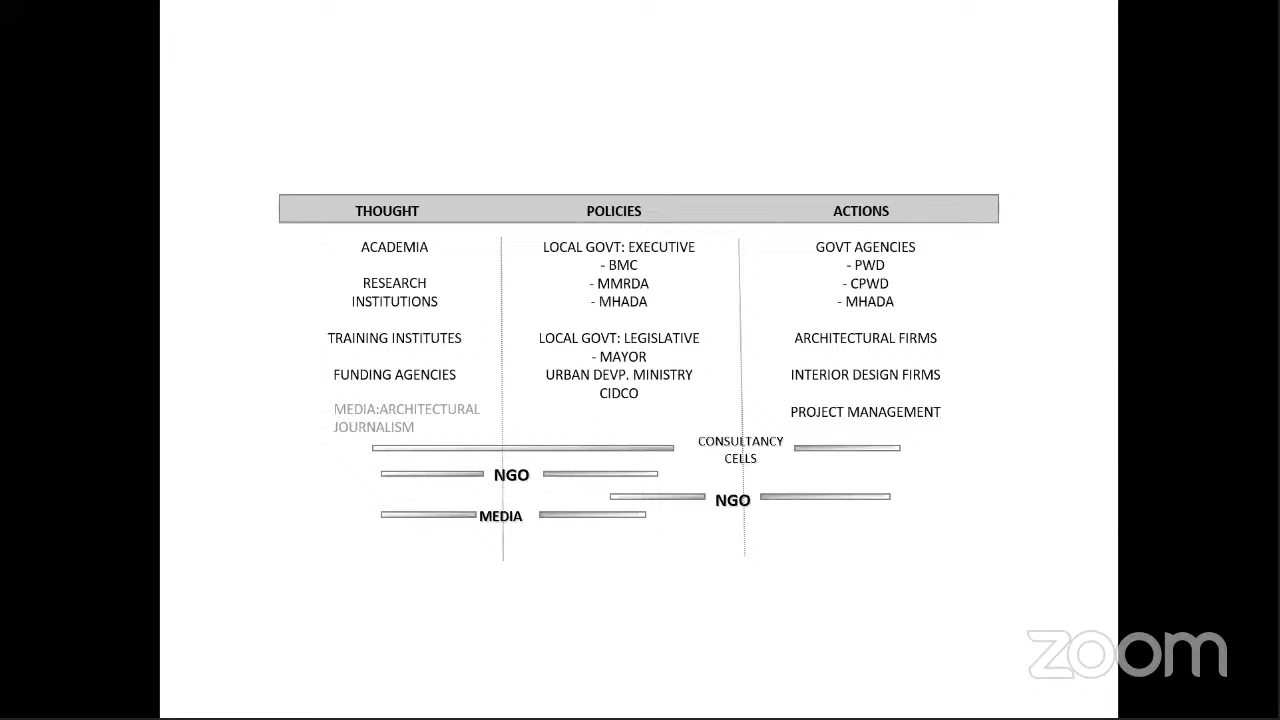 THOUGHT POLICIES ACTIONS
ACADEMIA
RESEARCH
INSTITUTIONS
TRAINING INSTITUTES
FUNDING AGENCIES
MEDIA:ARCHITECTURAL
JOURNALISM
LOCAL GOVT: EXECUTIVE
- BMC
- MMRDA
- MHADA
LOCAL GOVT: LEGISLATIVE
- MAYOR
URBAN DEVP. MINISTRY
CIDCO
GOVT AGENCIES
- PWD
- CPWD
- MHADA
ARCHITECTURAL FIRMS
INTERIOR DESIGN FIRMS
PROJECT MANAGEMENT
CONSULTANCY
CELLS
NGO
NGO
MEDIA
zoom